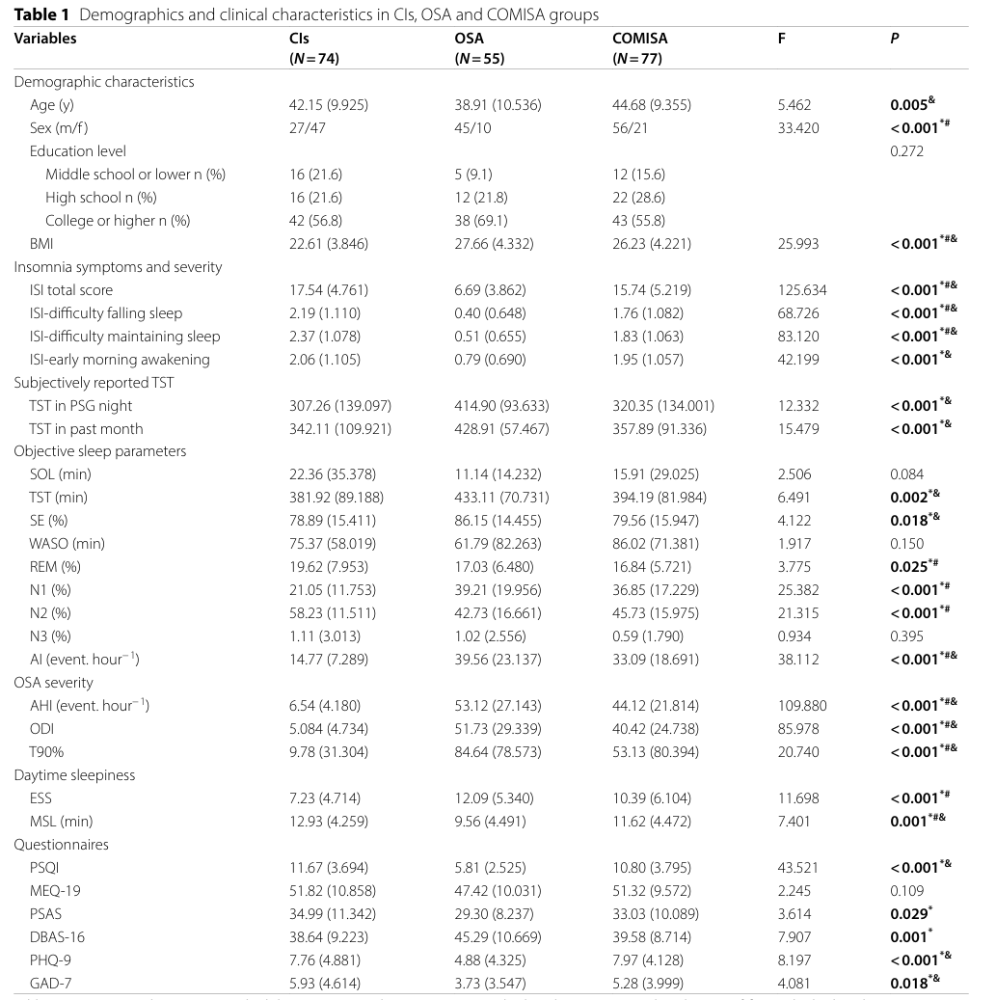 Table 1 Demographics and clinical characteristics in CIs, OSA and COMISA groups
Variables CIs OSA COMISA F P
(N = 74) (N = 55) (N = 77)
Demographic characteristics
Age (y) 42.15 (9.925) 38.91 (10.536) 44.68 (9.355) 5.462 0.005&
Sex (m/f) 27/47 45/10 56/21 33.420 < 0.001*#
Education level 0.272
Middle school or lower n (%) 16 (21.6) 5 (9.1) 12 (15.6)
High school n (%) 16 (21.6) 12 (21.8) 22 (28.6)
College or higher n (%) 42 (56.8) 38 (69.1) 43 (55.8)
BMI 22.61 (3.846) 27.66 (4.332) 26.23 (4.221) 25.993 < 0.001*#&
Insomnia symptoms and severity
ISI total score 17.54 (4.761) 6.69 (3.862) 15.74 (5.219) 125.634 < 0.001*#&
ISI-difficulty falling sleep 2.19 (1.110) 0.40 (0.648) 1.76 (1.082) 68.726 < 0.001*#&
ISI-difficulty maintaining sleep 2.37 (1.078) 0.51 (0.655) 1.83 (1.063) 83.120 < 0.001*#&
ISI-early morning awakening 2.06 (1.105) 0.79 (0.690) 1.95 (1.057) 42.199 < 0.001*&
Subjectively reported TST
TST in PSG night 307.26 (139.097) 414.90 (93.633) 320.35 (134.001) 12.332 < 0.001*&
TST in past month 342.11 (109.921) 428.91 (57.467) 357.89 (91.336) 15.479 < 0.001*&
Objective sleep parameters
SOL (min) 22.36 (35.378) 11.14 (14.232) 15.91 (29.025) 2.506 0.084
TST (min) 381.92 (89.188) 433.11 (70.731) 394.19 (81.984) 6.491 0.002*&
SE (%) 78.89 (15.411) 86.15 (14.455) 79.56 (15.947) 4.122 0.018*&
WASO (min) 75.37 (58.019) 61.79 (82.263) 86.02 (71.381) 1.917 0.150
REM (%) 19.62 (7.953) 17.03 (6.480) 16.84 (5.721) 3.775 0.025*#
N1 (%) 21.05 (11.753) 39.21 (19.956) 36.85 (17.229) 25.382 < 0.001*#
N2 (%) 58.23 (11.511) 42.73 (16.661) 45.73 (15.975) 21.315 < 0.001*#
N3 (%) 1.11 (3.013) 1.02 (2.556) 0.59 (1.790) 0.934 0.395
AI (event. hour⁻¹) 14.77 (7.289) 39.56 (23.137) 33.09 (18.691) 38.112 < 0.001*#&
OSA severity
AHI (event. hour⁻¹) 6.54 (4.180) 53.12 (27.143) 44.12 (21.814) 109.880 < 0.001*#&
ODI 5.084 (4.734) 51.73 (29.339) 40.42 (24.738) 85.978 < 0.001*#&
T90% 9.78 (31.304) 84.64 (78.573) 53.13 (80.394) 20.740 < 0.001*#&
Daytime sleepiness
ESS 7.23 (4.714) 12.09 (5.340) 10.39 (6.104) 11.698 < 0.001*#
MSL (min) 12.93 (4.259) 9.56 (4.491) 11.62 (4.472) 7.401 0.001*#&
Questionnaires
PSQI 11.67 (3.694) 5.81 (2.525) 10.80 (3.795) 43.521 < 0.001*&
MEQ-19 51.82 (10.858) 47.42 (10.031) 51.32 (9.572) 2.245 0.109
PSAS 34.99 (11.342) 29.30 (8.237) 33.03 (10.089) 3.614 0.029*
DBAS-16 38.64 (9.223) 45.29 (10.669) 39.58 (8.714) 7.907 0.001*
PHQ-9 7.76 (4.881) 4.88 (4.325) 7.97 (4.128) 8.197 < 0.001*&
GAD-7 5.93 (4.614) 3.73 (3.547) 5.28 (3.999) 4.081 0.018*&